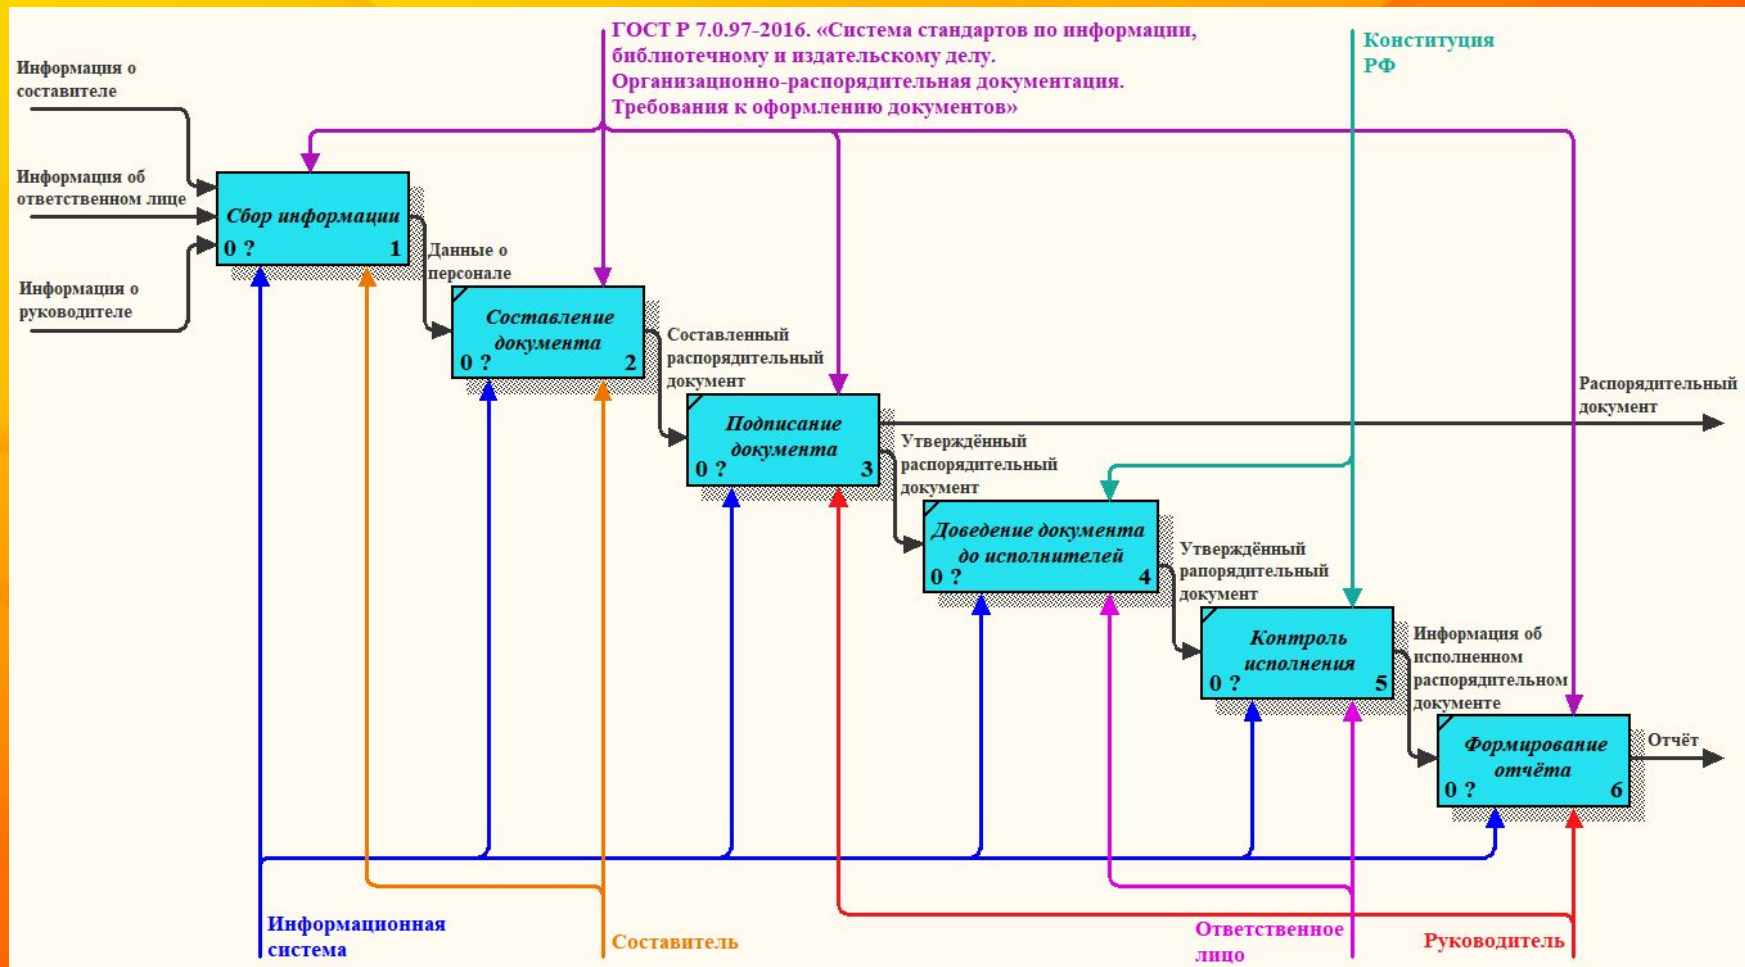 ГОСТ Р 7.0.97-2016. «Система стандартов по информации,
библиотечному и издательскому делу.
Организационно-распорядительная документация.
Требования к оформлению документов»
Конституция
РФ
Информация о
составителе
Информация об
ответственном лице
Информация о
руководителе
Сбор информации
0 ? 1
Данные о
персонале
Составление
документа
0 ? 2
Составленный
распорядительный
документ
Подписание
документа
0 ? 3
Распорядительный
документ
Утверждённый
распорядительный
документ
Доведение документа
до исполнителей
0 ? 4
Утверждённый
рапорядительный
документ
Контроль
исполнения
0 ? 5
Информация об
исполненном
распорядительном
документе
Формирование
отчёта
0 ? 6
Отчёт
Информационная
система
Составитель
Ответственное
лицо
Руководитель